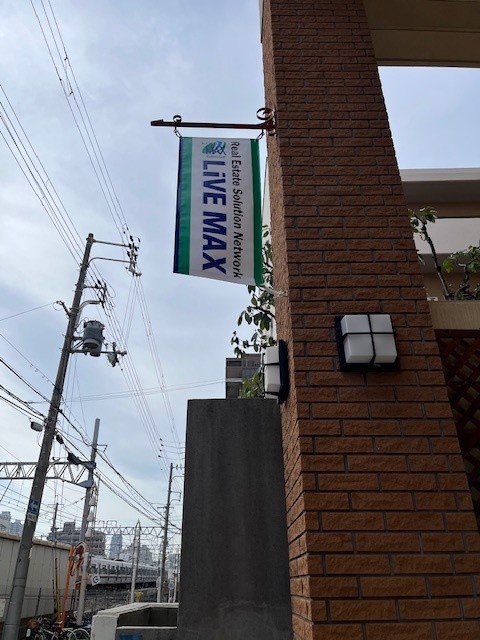 Real Estate Solution Network
LiVE MAX